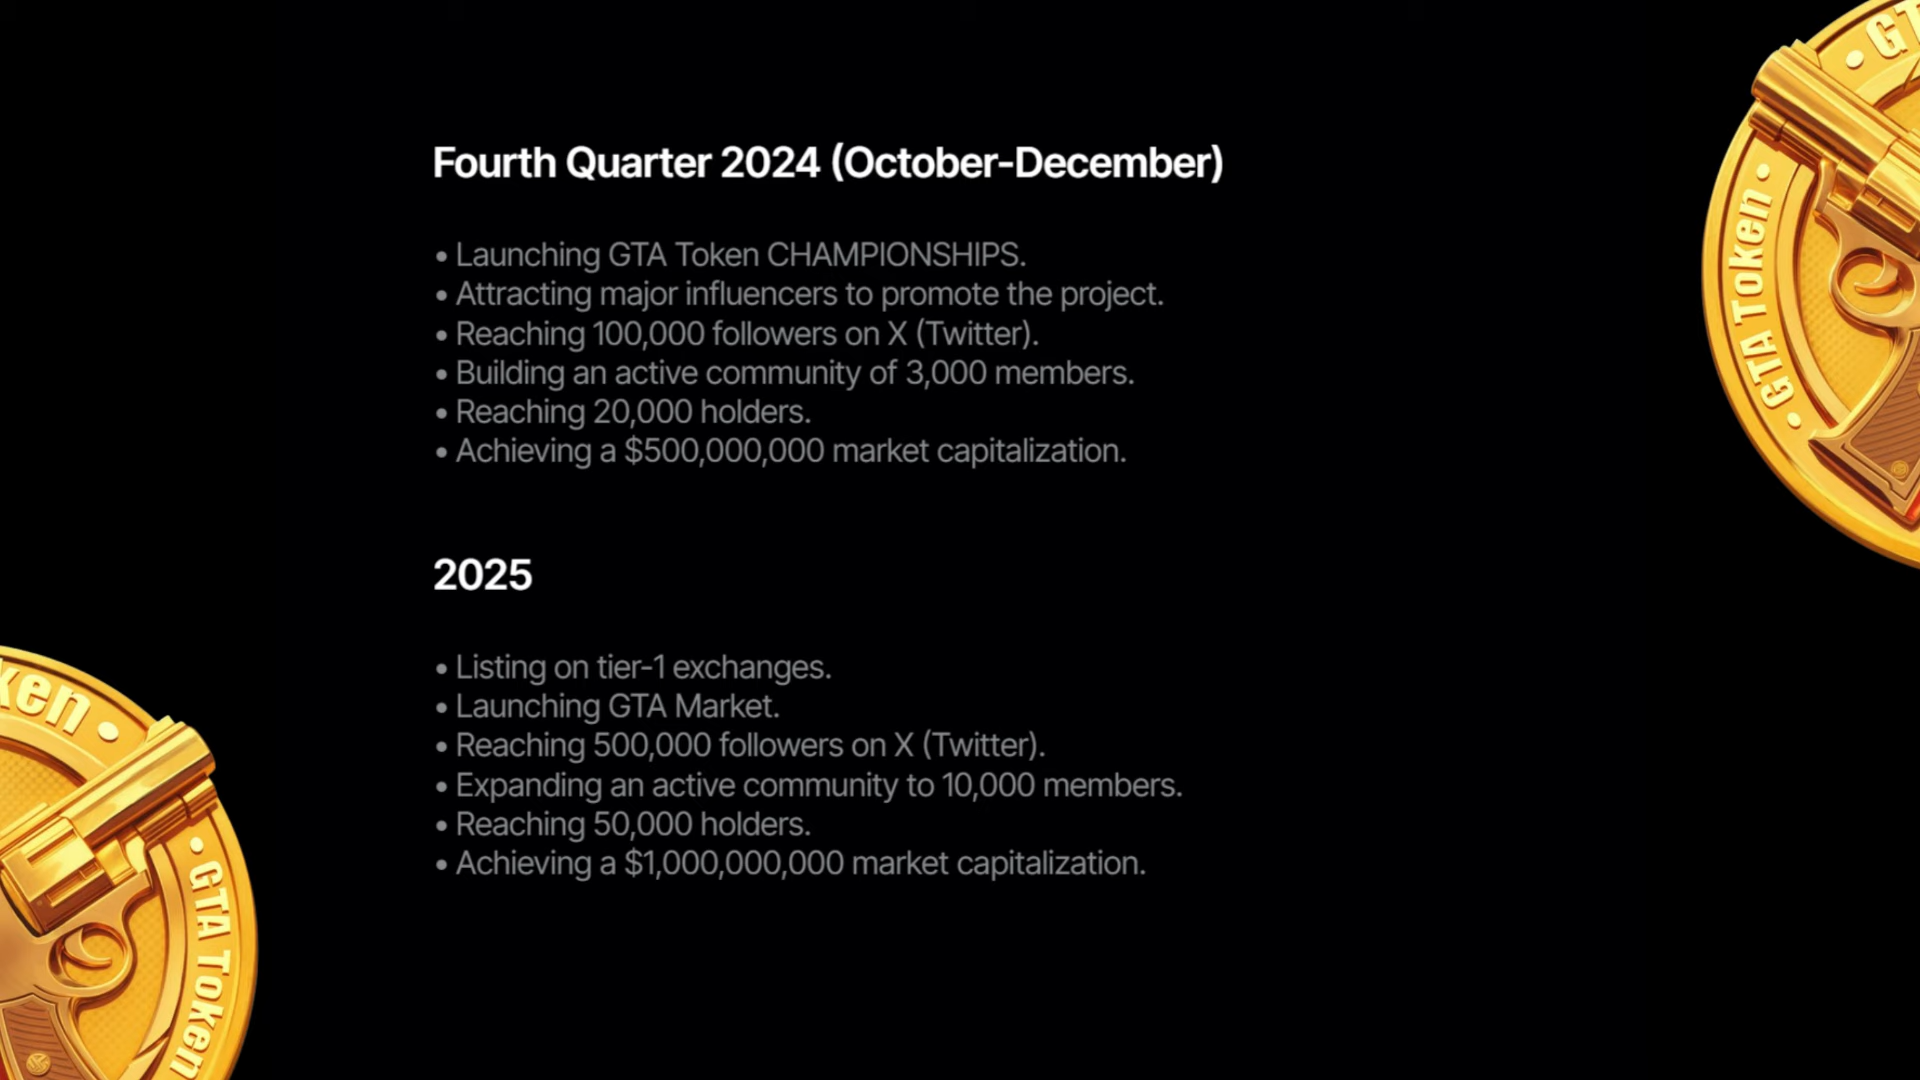 Fourth Quarter 2024 (October-December)
• Launching GTA Token CHAMPIONSHIPS.
• Attracting major influencers to promote the project.
• Reaching 100,000 followers on X (Twitter).
• Building an active community of 3,000 members.
• Reaching 20,000 holders.
• Achieving a $500,000,000 market capitalization.
2025
• Listing on tier-1 exchanges.
• Launching GTA Market.
• Reaching 500,000 followers on X (Twitter).
• Expanding an active community to 10,000 members.
• Reaching 50,000 holders.
• Achieving a $1,000,000,000 market capitalization.
• GTA Token •
• GTA Token